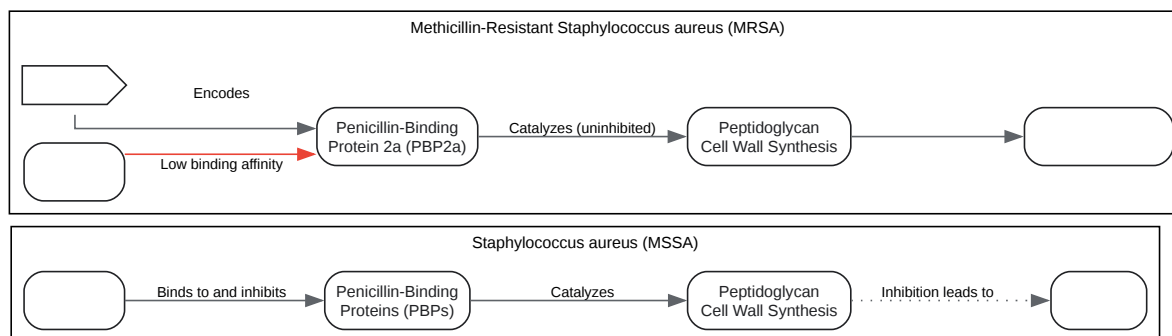 Methicillin-Resistant Staphylococcus aureus (MRSA)
Encodes
Penicillin-Binding
Protein 2a (PBP2a)
Catalyzes (uninhibited)
Peptidoglycan
Cell Wall Synthesis
Low binding affinity
Staphylococcus aureus (MSSA)
Binds to and inhibits
Penicillin-Binding
Proteins (PBPs)
Catalyzes
Peptidoglycan
Cell Wall Synthesis
Inhibition leads to